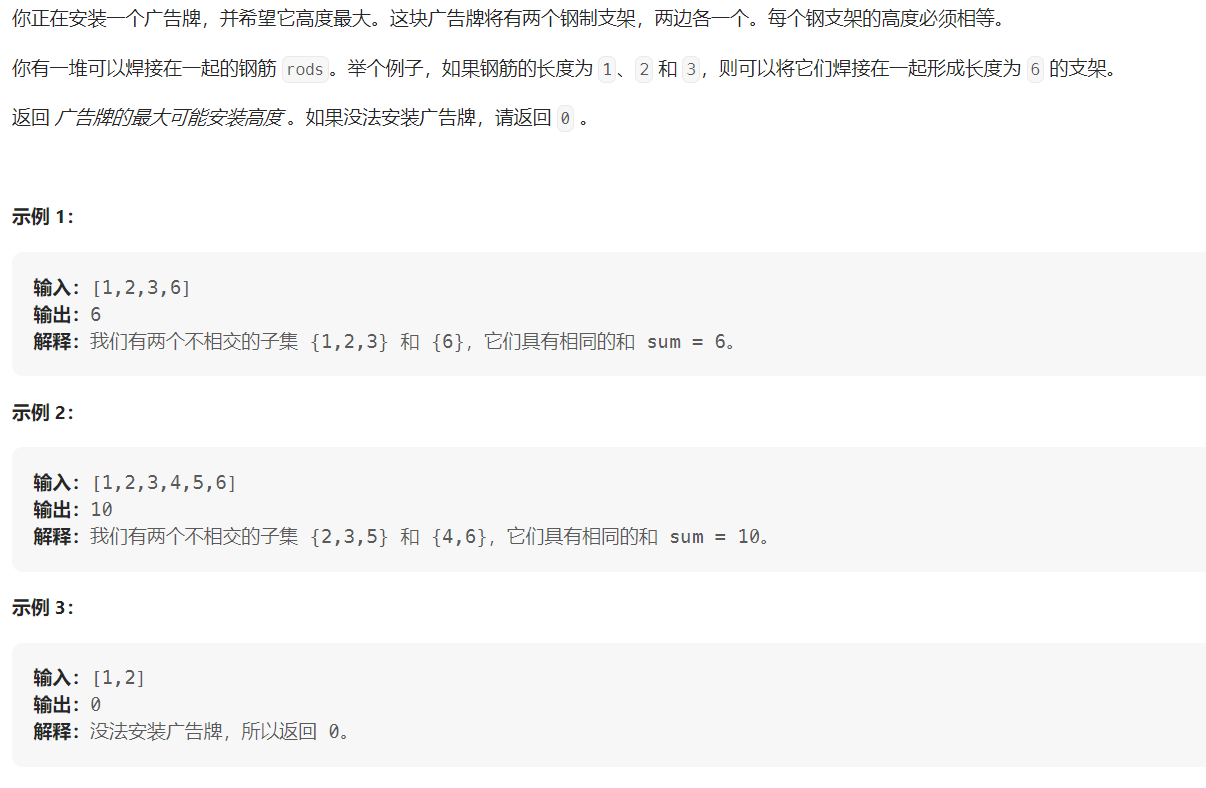 你正在安装一个广告牌，并希望它高度最大。这块广告牌将有两个钢制支架，两边各一个。每个钢支架的高度必须相等。
你有一堆可以焊接在一起的钢筋 rods。举个例子，如果钢筋的长度为 1、2 和 3，则可以将它们焊接在一起形成长度为 6 的支架。
返回 广告牌的最大可能安装高度 。如果没法安装广告牌，请返回 0 。
示例 1：
输入：[1,2,3,6]
输出：6
解释：我们有两个不相交的子集 {1,2,3} 和 {6}，它们具有相同的和 sum = 6。
示例 2：
输入：[1,2,3,4,5,6]
输出：10
解释：我们有两个不相交的子集 {2,3,5} 和 {4,6}，它们具有相同的和 sum = 10。
示例 3：
输入：[1,2]
输出：0
解释：没法安装广告牌，所以返回 0。